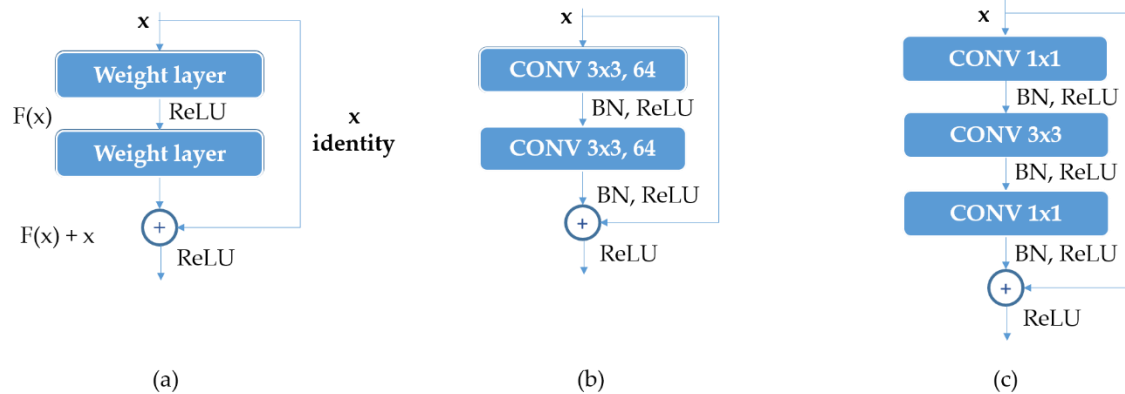 x
Weight layer
ReLU
F(x)
Weight layer
x
identity
+
F(x) + x
ReLU
(a)
x
CONV 3x3, 64
BN, ReLU
CONV 3x3, 64
BN, ReLU
+
ReLU
(b)
x
CONV 1x1
BN, ReLU
CONV 3x3
BN, ReLU
CONV 1x1
BN, ReLU
+
ReLU
(c)